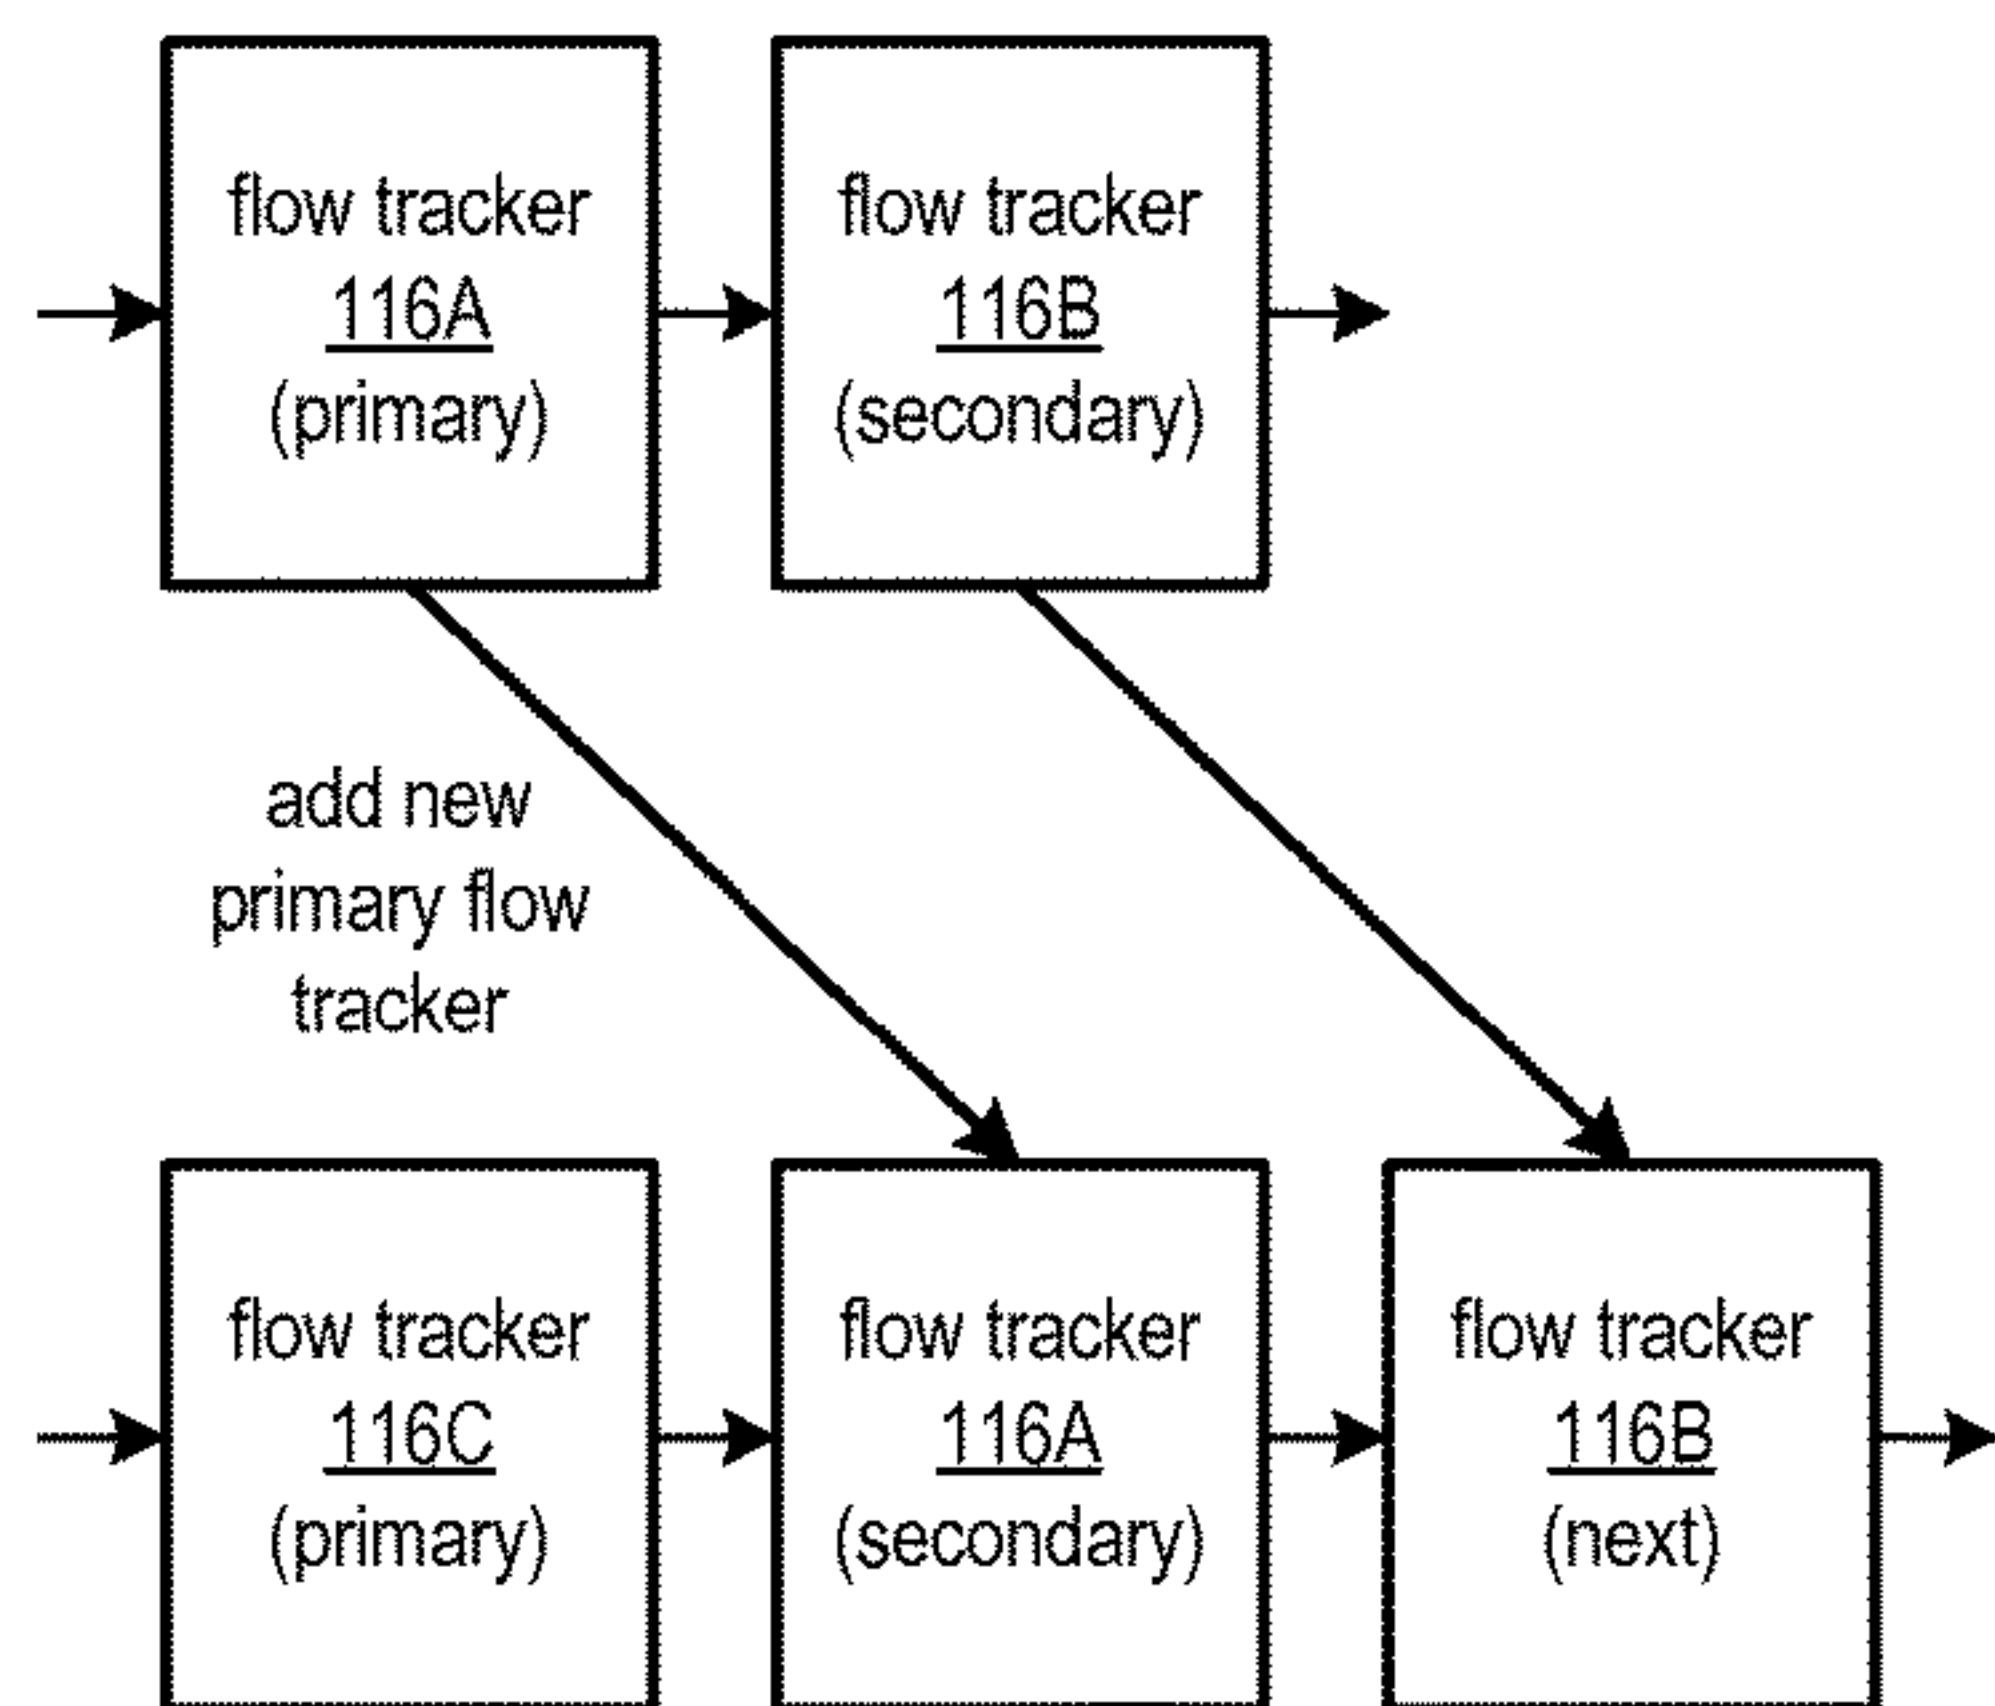 flow tracker
116A
(primary)
flow tracker
116B
(secondary)
add new
primary flow
tracker
flow tracker
116C
(primary)
flow tracker
116A
(secondary)
flow tracker
116B
(next)